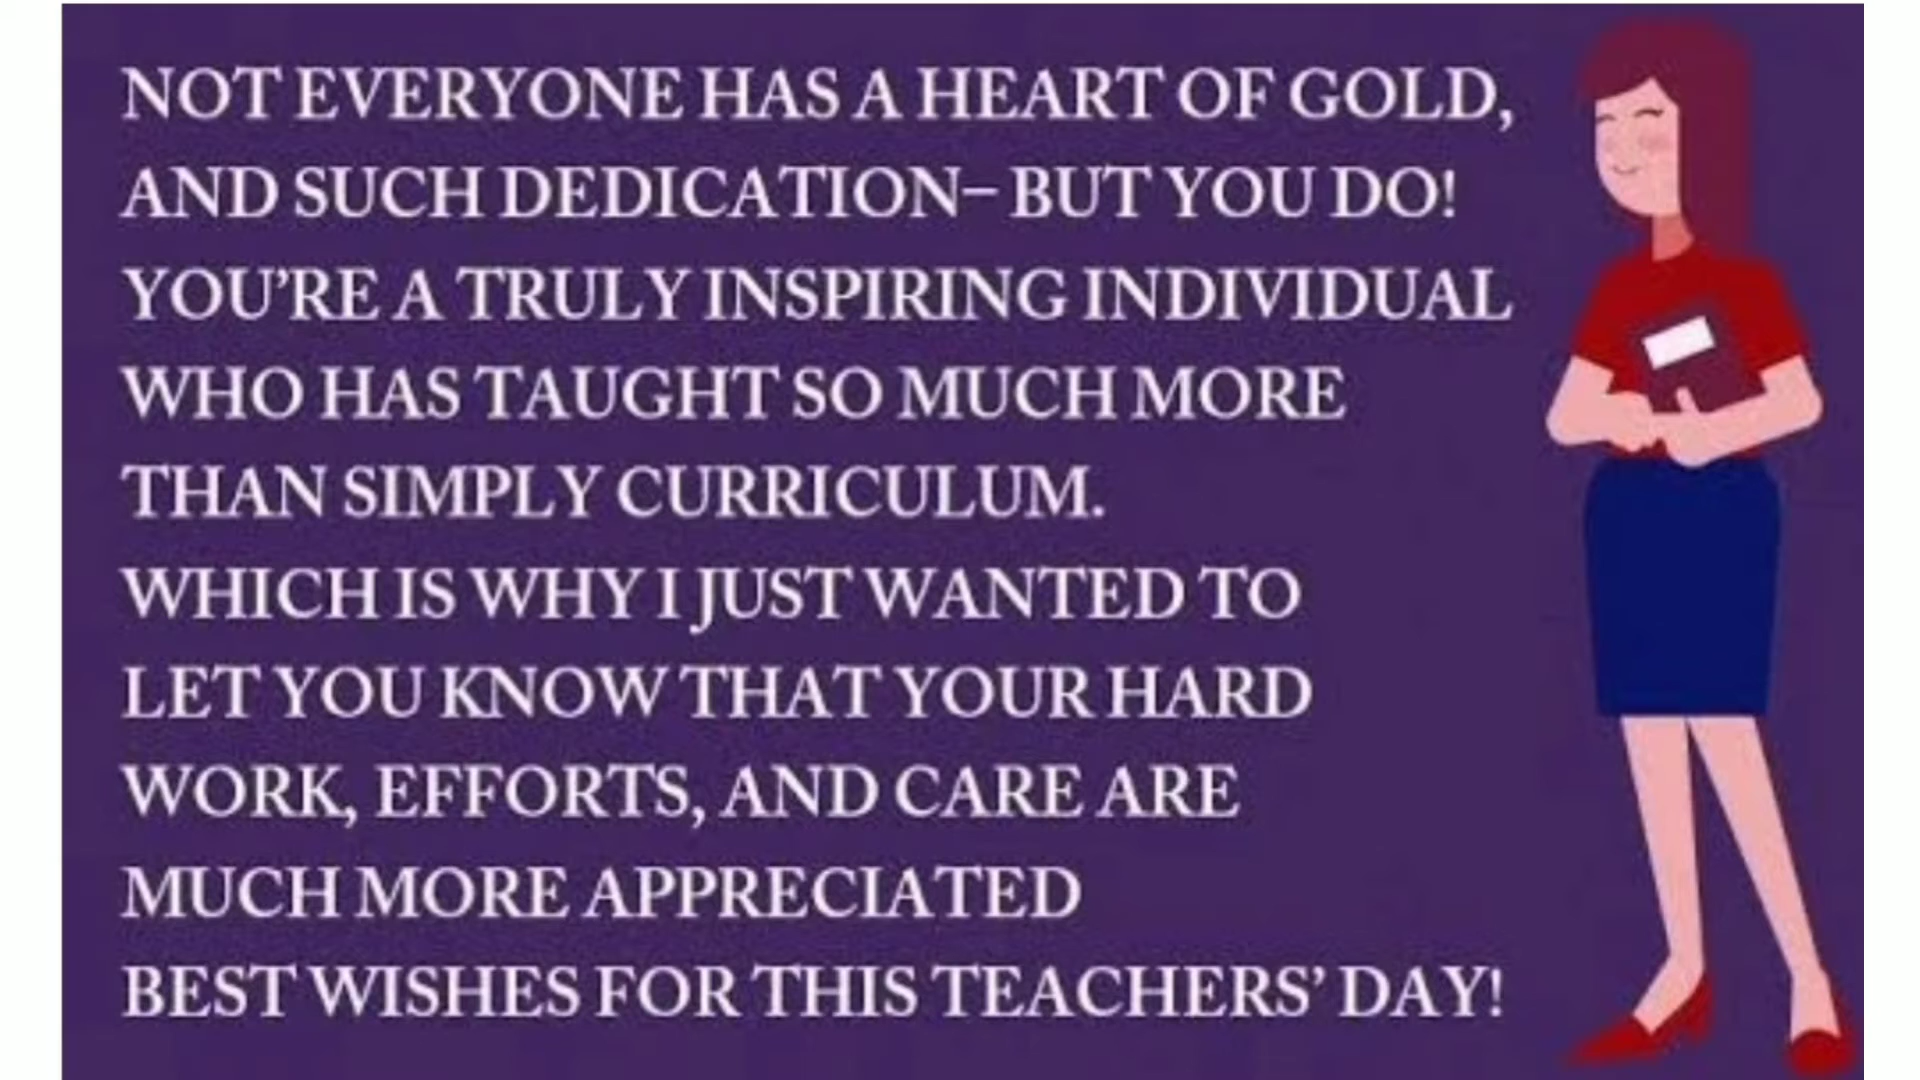 NOT EVERYONE HAS A HEART OF GOLD,
AND SUCH DEDICATION– BUT YOU DO!
YOU’RE A TRULY INSPIRING INDIVIDUAL
WHO HAS TAUGHT SO MUCH MORE
THAN SIMPLY CURRICULUM.
WHICH IS WHY I JUST WANTED TO
LET YOU KNOW THAT YOUR HARD
WORK, EFFORTS, AND CARE ARE
MUCH MORE APPRECIATED
BEST WISHES FOR THIS TEACHERS’ DAY!